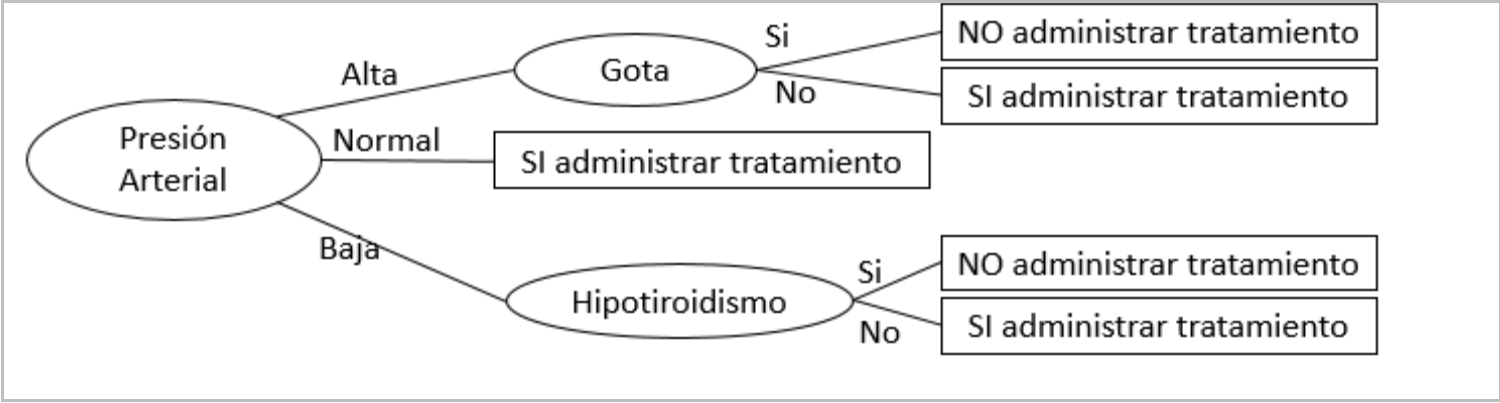 Presión
Arterial
Alta
Gota
Si
NO administrar tratamiento
No
SI administrar tratamiento
Normal
SI administrar tratamiento
Baja
Hipotiroidismo
Si
NO administrar tratamiento
No
SI administrar tratamiento